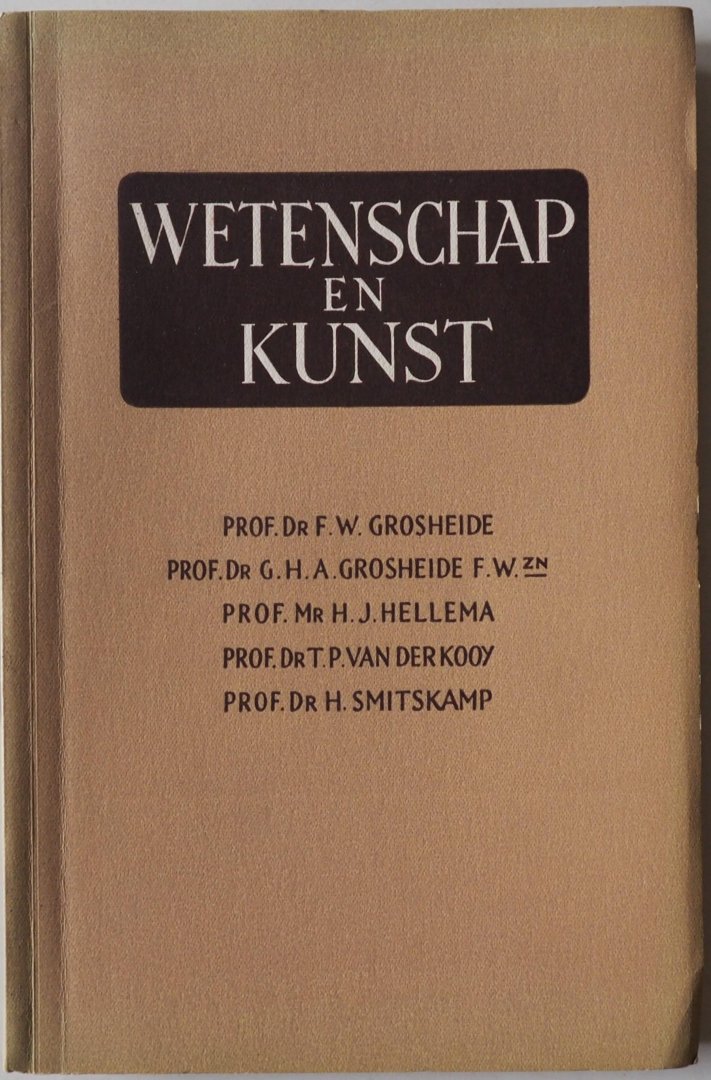 WETENSCHAP
EN
KUNST
PROF. DR F. W. GROSHEIDE
PROF. DR G. H. A. GROSHEIDE F. W. ZN
PROF. MR H. J. HELLEMA
PROF. DR T. P. VAN DER KOOY
PROF. DR H. SMITSKAMP